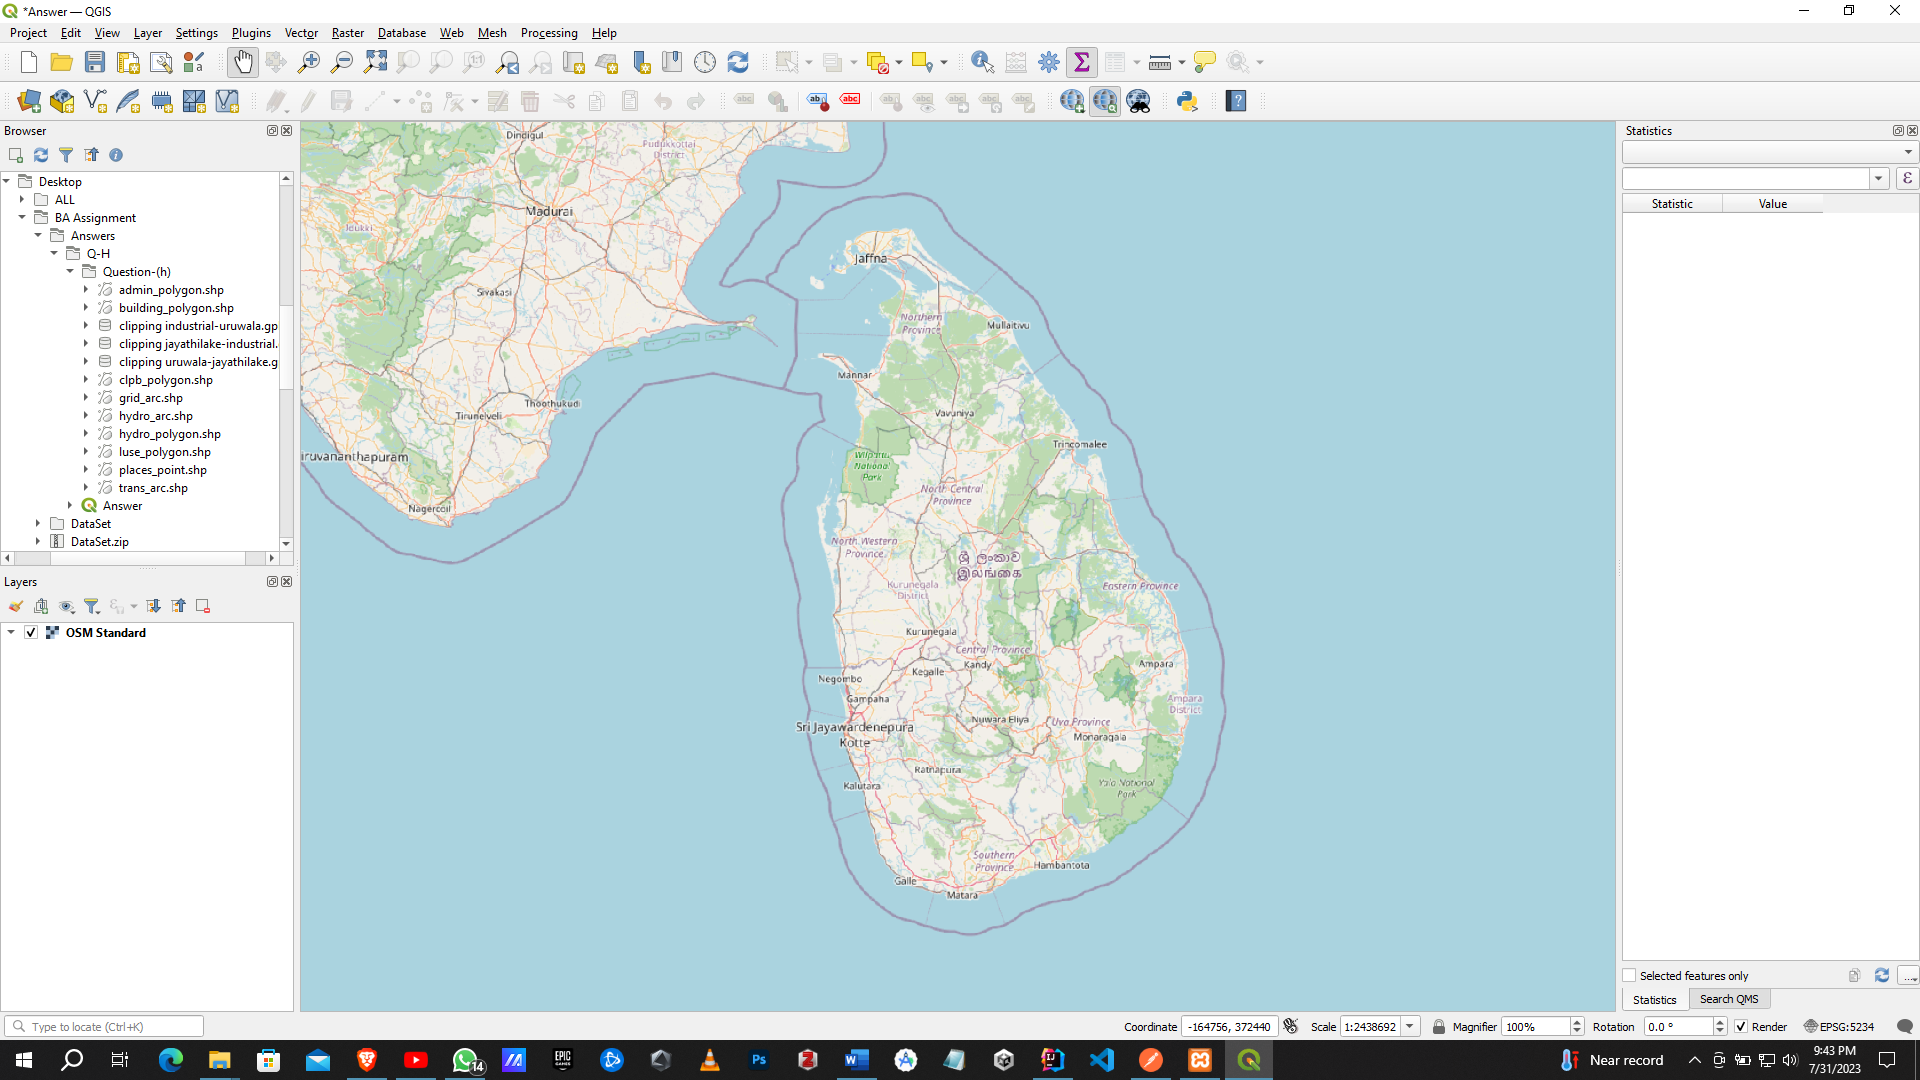 *Answer — QGIS
Project Edit View Layer Settings Plugins Vector Raster Database Web Mesh Processing Help
Browser
Desktop
ALL
BA Assignment
Answers
Q-H
Question-(h)
admin_polygon.shp
building_polygon.shp
clipping industrial-uruwala.gp
clipping jayathilake-industrial.
clipping uruwala-jayathilake.g
clpb_polygon.shp
grid_arc.shp
hydro_arc.shp
hydro_polygon.shp
luse_polygon.shp
places_point.shp
trans_arc.shp
Answer
DataSet
DataSet.zip
Layers
OSM Standard
Dindigul
Pudukkottai
District
Madurai
Idukki
Sivakasi
Thoothukudi
Tirunelveli
iruvananthapuram
Nagercoil
Jaffna
Northern
Province
Mullaitivu
Mannar
Vavuniya
Trincomalee
Wilpattu
National
Park
North Central
Province
North Western
Province
ශ්‍රී ලංකාව
இலங்கை
Kurunegala
District
Eastern Province
Kurunegala
Central Province
Kandy
Ampara
Kegalle
Negombo
Gampaha
Ampara
District
Nuwara Eliya
Uva Province
Sri Jayawardenepura
Kotte
Monaragala
Ratnapura
Kalutara
Yala National
Park
Southern
Province
Hambantota
Galle
Matara
Statistics
ε
Statistic Value
Selected features only
...
Statistics Search QMS
Type to locate (Ctrl+K)
Coordinate -164756, 372440 Scale 1:2438692 Magnifier 100% Rotation 0.0 ° Render EPSG:5234
14
EPIC
GAMES
Ps
W
Near record
9:43 PM
7/31/2023